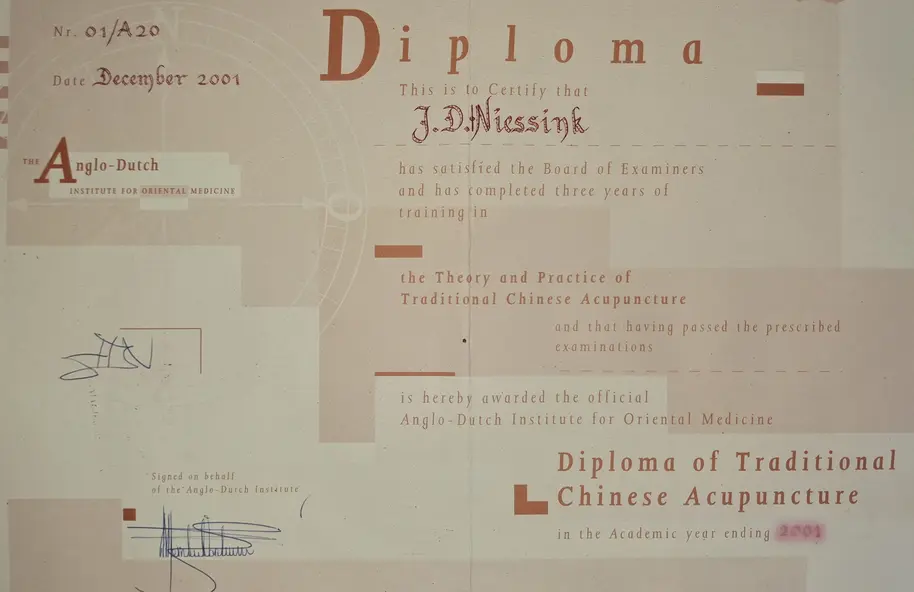 Nr. 01/A20
Date December 2001
THE Anglo-Dutch
INSTITUTE FOR ORIENTAL MEDICINE
Diploma
This is to Certify that
J.D. Niessink
has satisfied the Board of Examiners
and has completed three years of
training in
the Theory and Practice of
Traditional Chinese Acupuncture
and that having passed the prescribed
examinations
is hereby awarded the official
Anglo-Dutch Institute for Oriental Medicine
Diploma of Traditional
Chinese Acupuncture
in the Academic year ending 2001
Signed on behalf
of the Anglo-Dutch Institute